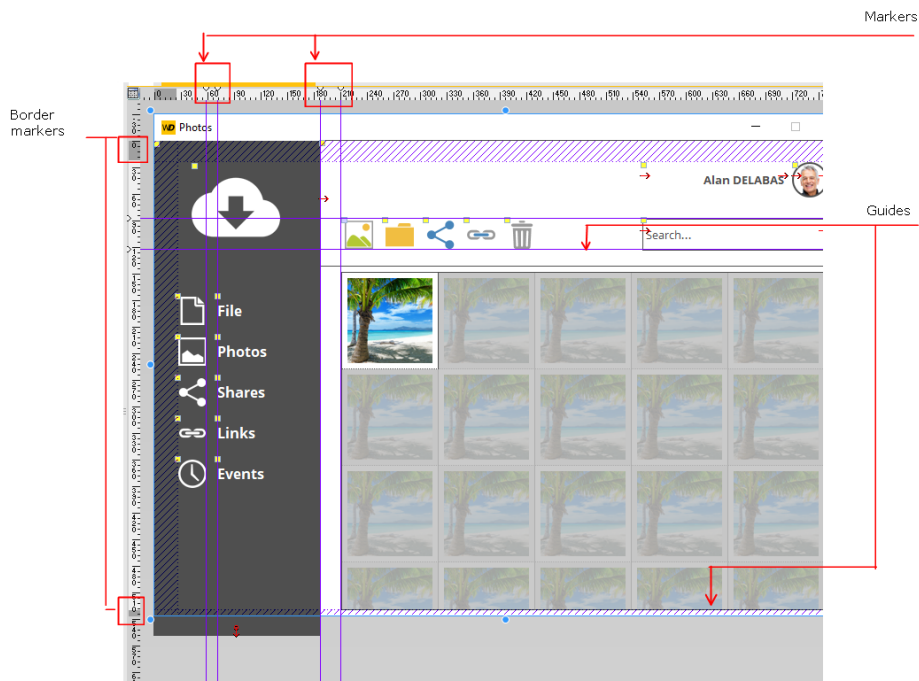 Markers
Border
markers
0 30 60 90 120 150 180 210 240 270 300 330 360 390 420 450 480 510 540 570 600 630 660 690 720
WD Photos
Alan DELABAS
Guides
Search...
File
Photos
Shares
Links
Events